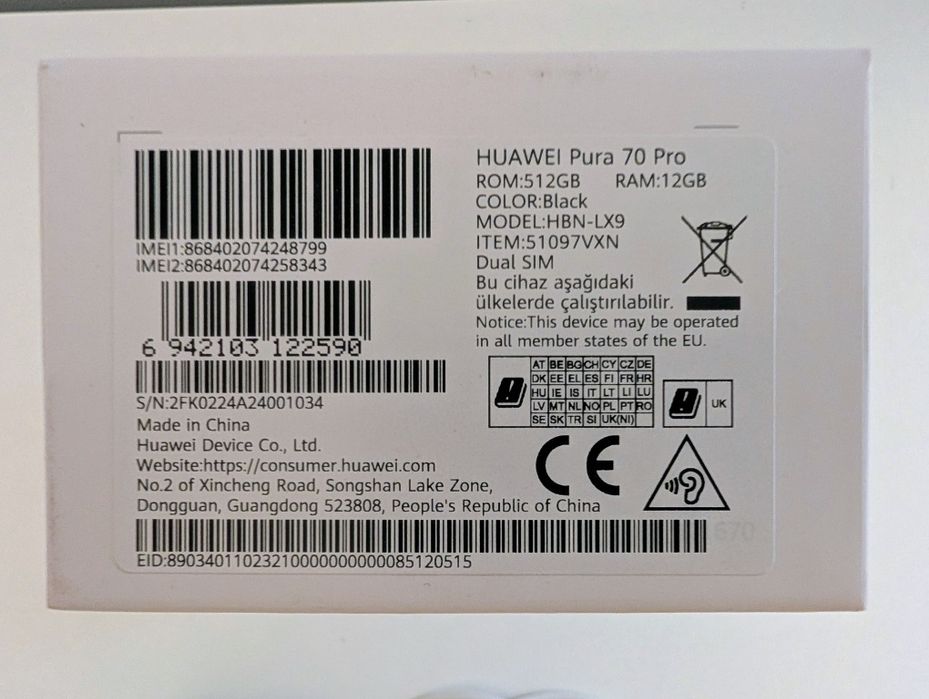 HUAWEI Pura 70 Pro
ROM:512GB RAM:12GB
COLOR:Black
MODEL:HBN-LX9
ITEM:51097VXN
Dual SIM
Bu cihaz aşağıdaki
ülkelerde çalıştırılabilir.
Notice:This device may be operated
in all member states of the EU.
AT BE BG CH CY CZ DE
DK EE EL ES FI FR HR
HU IE IS IT LT LI LU
LV MT NL NO PL PT RO
SE SK TR SI UK(NI)
UK
CE
IMEI1:868402074248799
IMEI2:868402074258343
6 942103 122590
S/N:2FK0224A24001034
Made in China
Huawei Device Co., Ltd.
Website:https://consumer.huawei.com
No.2 of Xincheng Road, Songshan Lake Zone,
Dongguan, Guangdong 523808, People's Republic of China
EID:89034011023210000000000085120515